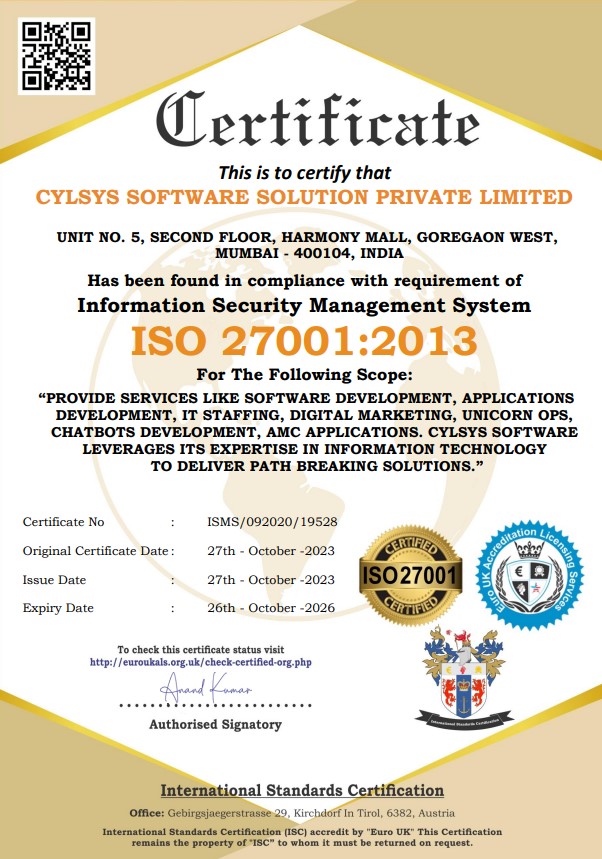 Certificate
This is to certify that
CYLSYS SOFTWARE SOLUTION PRIVATE LIMITED
UNIT NO. 5, SECOND FLOOR, HARMONY MALL, GOREGAON WEST,
MUMBAI - 400104, INDIA
Has been found in compliance with requirement of
Information Security Management System
ISO 27001:2013
For The Following Scope:
“PROVIDE SERVICES LIKE SOFTWARE DEVELOPMENT, APPLICATIONS
DEVELOPMENT, IT STAFFING, DIGITAL MARKETING, UNICORN OPS,
CHATBOTS DEVELOPMENT, AMC APPLICATIONS. CYLSYS SOFTWARE
LEVERAGES ITS EXPERTISE IN INFORMATION TECHNOLOGY
TO DELIVER PATH BREAKING SOLUTIONS.”
Certificate No : ISMS/092020/19528
Original Certificate Date : 27th - October -2023
Issue Date : 27th - October -2023
Expiry Date : 26th - October -2026
CERTIFIED
ISO27001
CERTIFIED
Euro UK Accreditation Licensing Services
International Standards Certification
To check this certificate status visit
http://euroukals.org.uk/check-certified-org.php
Anand Kumar
Authorised Signatory
International Standards Certification
Office: Gebirgsjaegerstrasse 29, Kirchdorf In Tirol, 6382, Austria
International Standards Certification (ISC) accredit by "Euro UK" This Certification
remains the property of "ISC” to whom it must be returned on request.